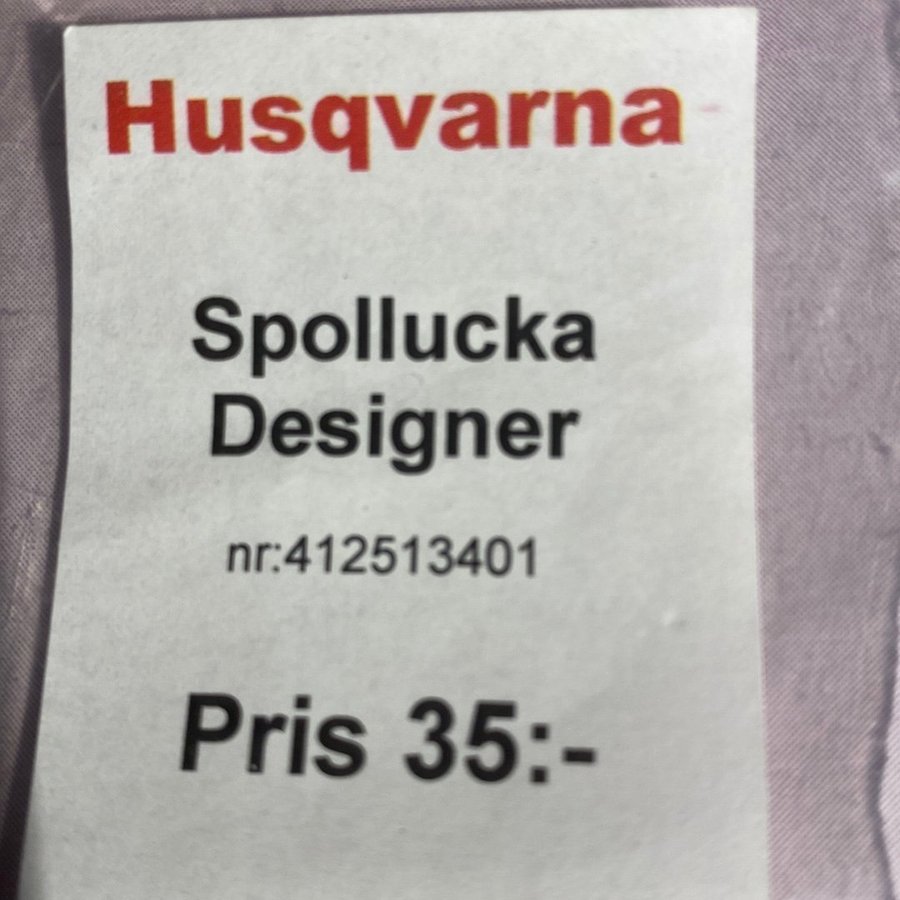 Husqvarna
Spollucka
Designer
nr:412513401
Pris 35:-